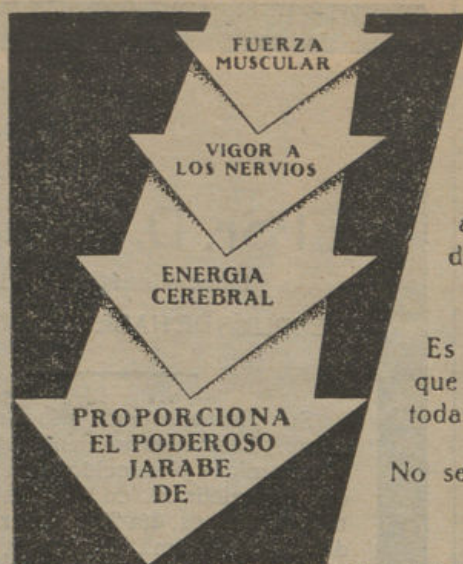 FUERZA
MUSCULAR
VIGOR A
LOS NERVIOS
ENERGIA
CEREBRAL
PROPORCIONA
EL PODEROSO
JARABE
DE
Es
que
toda
No se